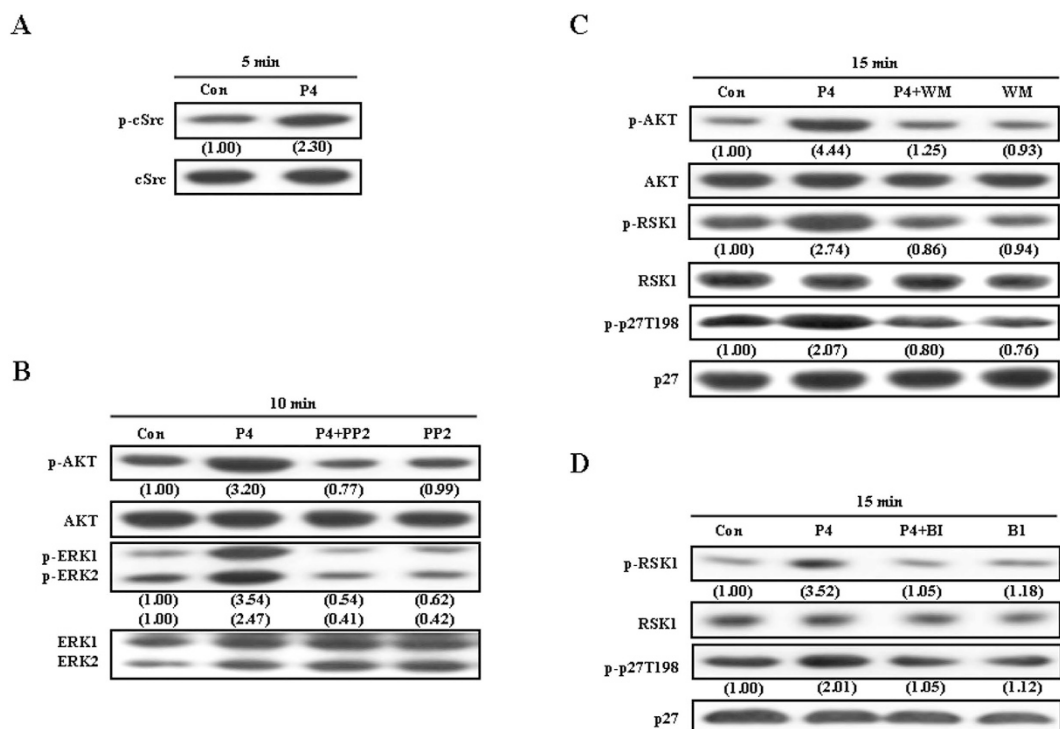 A
5 min
Con P4
p-cSrc
(1.00) (2.30)
cSrc
B
10 min
Con P4 P4+PP2 PP2
p-AKT
(1.00) (3.20) (0.77) (0.99)
AKT
p-ERK1
p-ERK2
(1.00) (3.54) (0.54) (0.62)
(1.00) (2.47) (0.41) (0.42)
ERK1
ERK2
C
15 min
Con P4 P4+WM WM
p-AKT
(1.00) (4.44) (1.25) (0.93)
AKT
p-RSK1
(1.00) (2.74) (0.86) (0.94)
RSK1
p-p27T198
(1.00) (2.07) (0.80) (0.76)
p27
D
15 min
Con P4 P4+BI B1
p-RSK1
(1.00) (3.52) (1.05) (1.18)
RSK1
p-p27T198
(1.00) (2.01) (1.05) (1.12)
p27